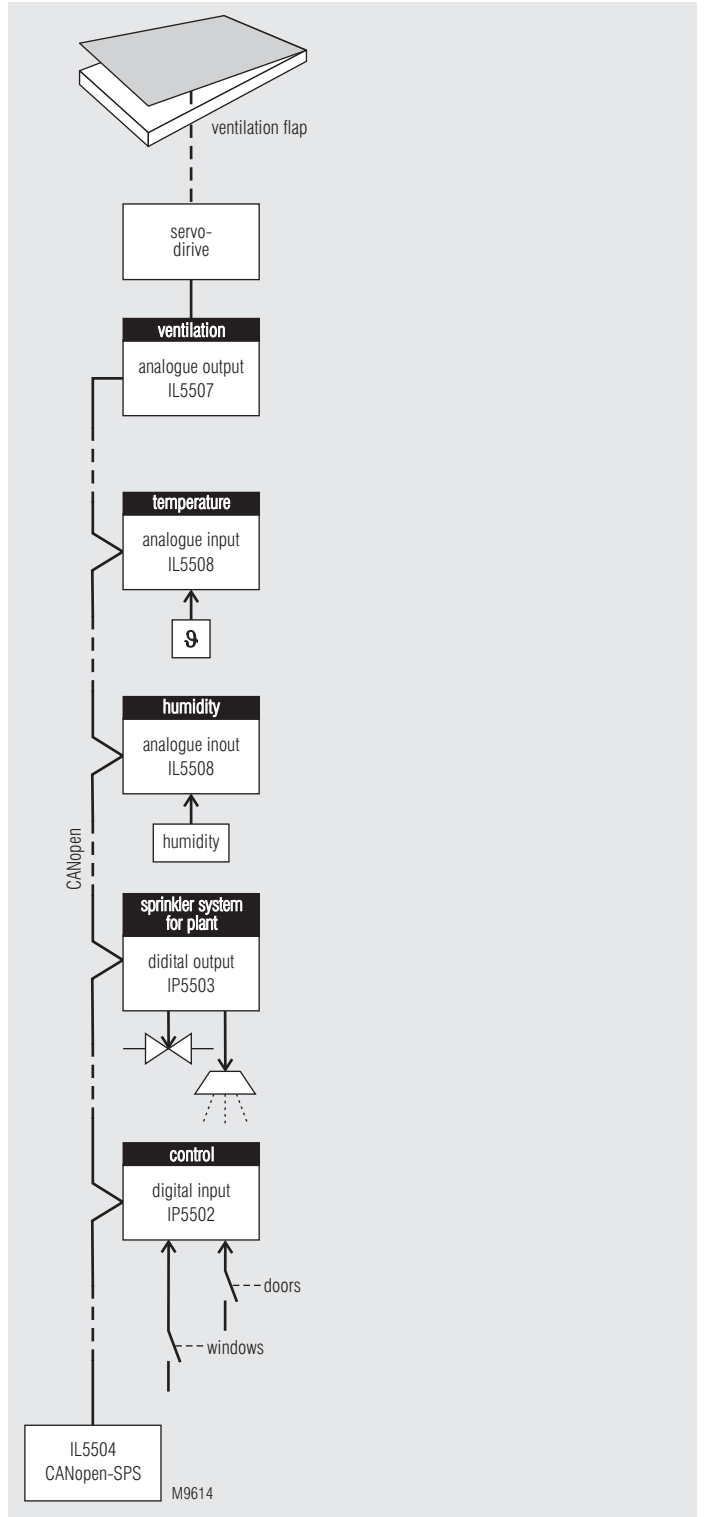 ventilation flap
servo-
dirive
ventilation
analogue output
IL5507
temperature
analogue input
IL5508
ϑ
humidity
analogue inout
IL5508
humidity
CANopen
sprinkler system
for plant
didital output
IP5503
control
digital input
IP5502
doors
windows
IL5504
CANopen-SPS
M9614